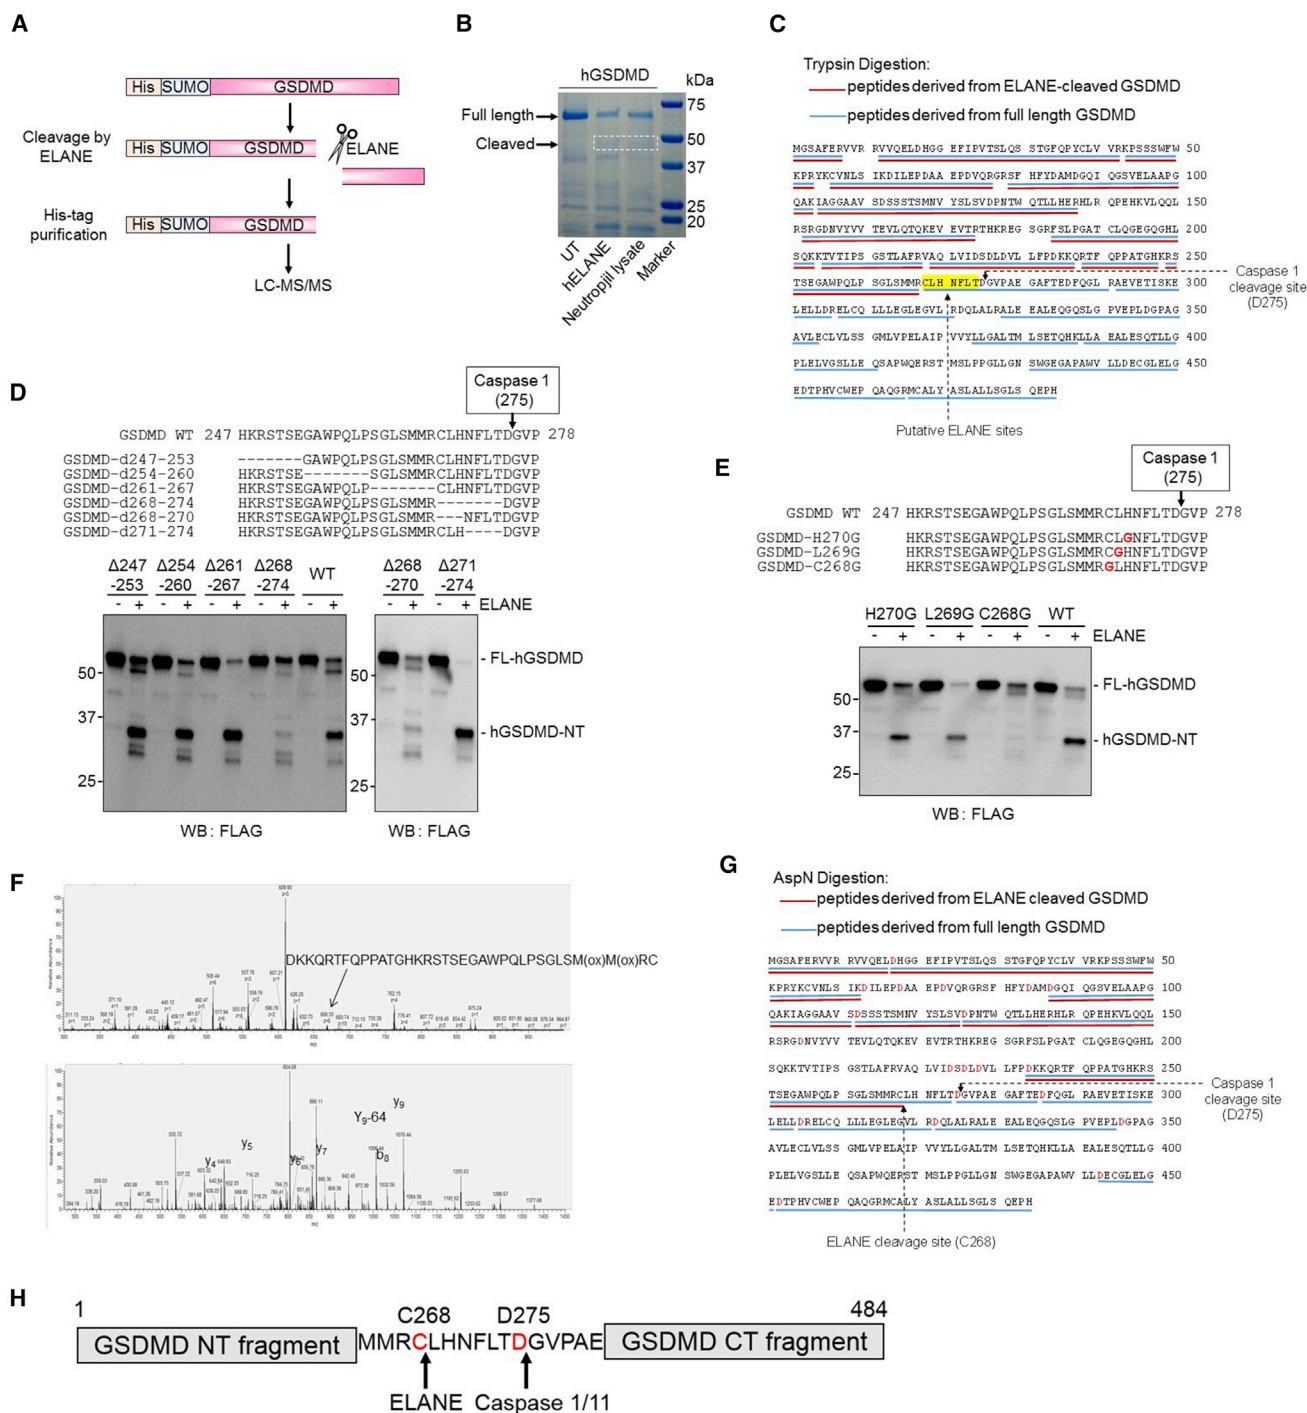 A
His SUMO GSDMD
Cleavage by
ELANE
His SUMO GSDMD
ELANE
His-tag
purification
His SUMO GSDMD
LC-MS/MS
B
hGSDMD
kDa
Full length
Cleaved
75
50
37
25
20
UT
hELANE
Neutropjil lysate
Marker
C
Trypsin Digestion:
peptides derived from ELANE-cleaved GSDMD
peptides derived from full length GSDMD
MGSAFERVVR RVVQELDHGG EFIPVTSLQS STGFQPYCLV VRKPSSSWFW 50
KPRYKCVNLS IKDILEPDAA EPDVQRGRSF HFYDAMDGQI QGSVELAAPG 100
QAKIAGGAAV SDSSSTSMNV YSLSVDPNTW QTLLHERHLR QPEHKVLQQL 150
RSRGDNVYVV TEVLQTQKEV EVTRTHKREG SGRFSLPGAT CLQGEGQGHL 200
SQKKTVTIPS GSTLAFRVAQ LVIDSDLDVL LFPDKKQRTF QPPATGHKRS 250
TSEGAWPQLP SGLSMMRCLH NFLTDGVPAE GAFTEDFQGL RAEVETISKE 300
LELLDRELCQ LLLEGLEGVL RDQLALRALE EALEQGQSLG PVEPLDGPAG 350
AVLECLVLSS GMLVPELAIP VVYLLGALTM LSETQHKLLA EALESQTLLG 400
PLELVGSLLE QSAPWQERST MSLPPGLLGN SWGEGAPAWV LLDECGLELG 450
EDTPHVCWEP QAQGRMCALY ASLALLSGLS QEPH
Caspase 1
cleavage site
(D275)
Putative ELANE sites
D
Caspase 1
(275)
GSDMD WT 247 HKRSTSEGAWPQLPSGLSMMRCLHNFLTDGVP 278
GSDMD-d247-253 -------GAWPQLPSGLSMMRCLHNFLTDGVP
GSDMD-d254-260 HKRSTSE-------SGLSMMRCLHNFLTDGVP
GSDMD-d261-267 HKRSTSEGAWPQLP-------CLHNFLTDGVP
GSDMD-d268-274 HKRSTSEGAWPQLPSGLSMMR-------DGVP
GSDMD-d268-270 HKRSTSEGAWPQLPSGLSMMR---NFLTDGVP
GSDMD-d271-274 HKRSTSEGAWPQLPSGLSMMRCLH----DGVP
Δ247 Δ254 Δ261 Δ268 WT Δ268 Δ271
-253 -260 -267 -274 -270 -274
- + - + - + - + - + - + - + ELANE
50
37
25
50
37
25
- FL-hGSDMD
- hGSDMD-NT
WB: FLAG
WB: FLAG
E
Caspase 1
(275)
GSDMD WT 247 HKRSTSEGAWPQLPSGLSMMRCLHNFLTDGVP 278
GSDMD-H270G HKRSTSEGAWPQLPSGLSMMRCLGNFLTDGVP
GSDMD-L269G HKRSTSEGAWPQLPSGLSMMRCGHNFLTDGVP
GSDMD-C268G HKRSTSEGAWPQLPSGLSMMRGLHNFLTDGVP
H270G L269G C268G WT
- + - + - + - + ELANE
50
37
25
- FL-hGSDMD
- hGSDMD-NT
WB: FLAG
F
DKKQRTFQPPATGHKRSTSEGAWPQLPSGLSM(ox)M(ox)RC
y4
y5
y7
Y9-64
b8
y9
G
AspN Digestion:
peptides derived from ELANE cleaved GSDMD
peptides derived from full length GSDMD
MGSAFERVVR RVVQELDHGG EFIPVTSLQS STGFQPYCLV VRKPSSSWFW 50
KPRYKCVNLS IKDILEPDAA EPDVQRGRSF HFYDAMDGQI QGSVELAAPG 100
QAKIAGGAAV SDSSSTSMNV YSLSVDPNTW QTLLHERHLR QPEHKVLQQL 150
RSRGDNVYVV TEVLQTQKEV EVTRTHKREG SGRFSLPGAT CLQGEGQGHL 200
SQKKTVTIPS GSTLAFRVAQ LVIDSDLDVL LFPDKKQRTF QPPATGHKRS 250
TSEGAWPQLP SGLSMMRCLH NFLTDGVPAE GAFTEDFQGL RAEVETISKE 300
LELLDRELCQ LLLEGLEGVL RDQLALRALE EALEQGQSLG PVEPLDGPAG 350
AVLECLVLSS GMLVPELAIP VVYLLGALTM LSETQHKLLA EALESQTLLG 400
PLELVGSLLE QSAPWQERST MSLPPGLLGN SWGEGAPAWV LLDECGLELG 450
EDTPHVCWEP QAQGRMCALY ASLALLSGLS QEPH
Caspase 1
cleavage site
(D275)
ELANE cleavage site (C268)
H
1
C268 D275
484
GSDMD NT fragment MMRCLHNFLTDGVPAE GSDMD CT fragment
ELANE Caspase 1/11